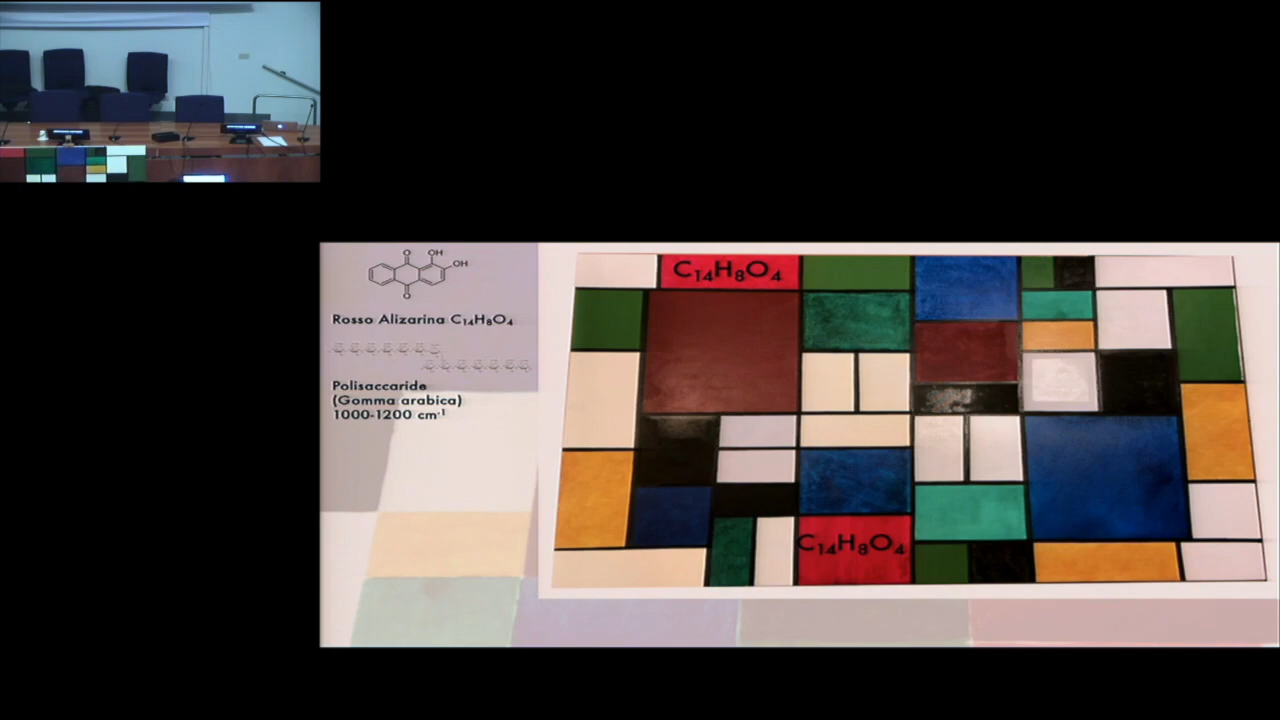 O
OH
OH
O
Rosso Alizarina C₁₄H₈O₄
Polisaccaride
(Gomma arabica)
1000-1200 cm⁻¹
C₁₄H₈O₄
C₁₄H₈O₄